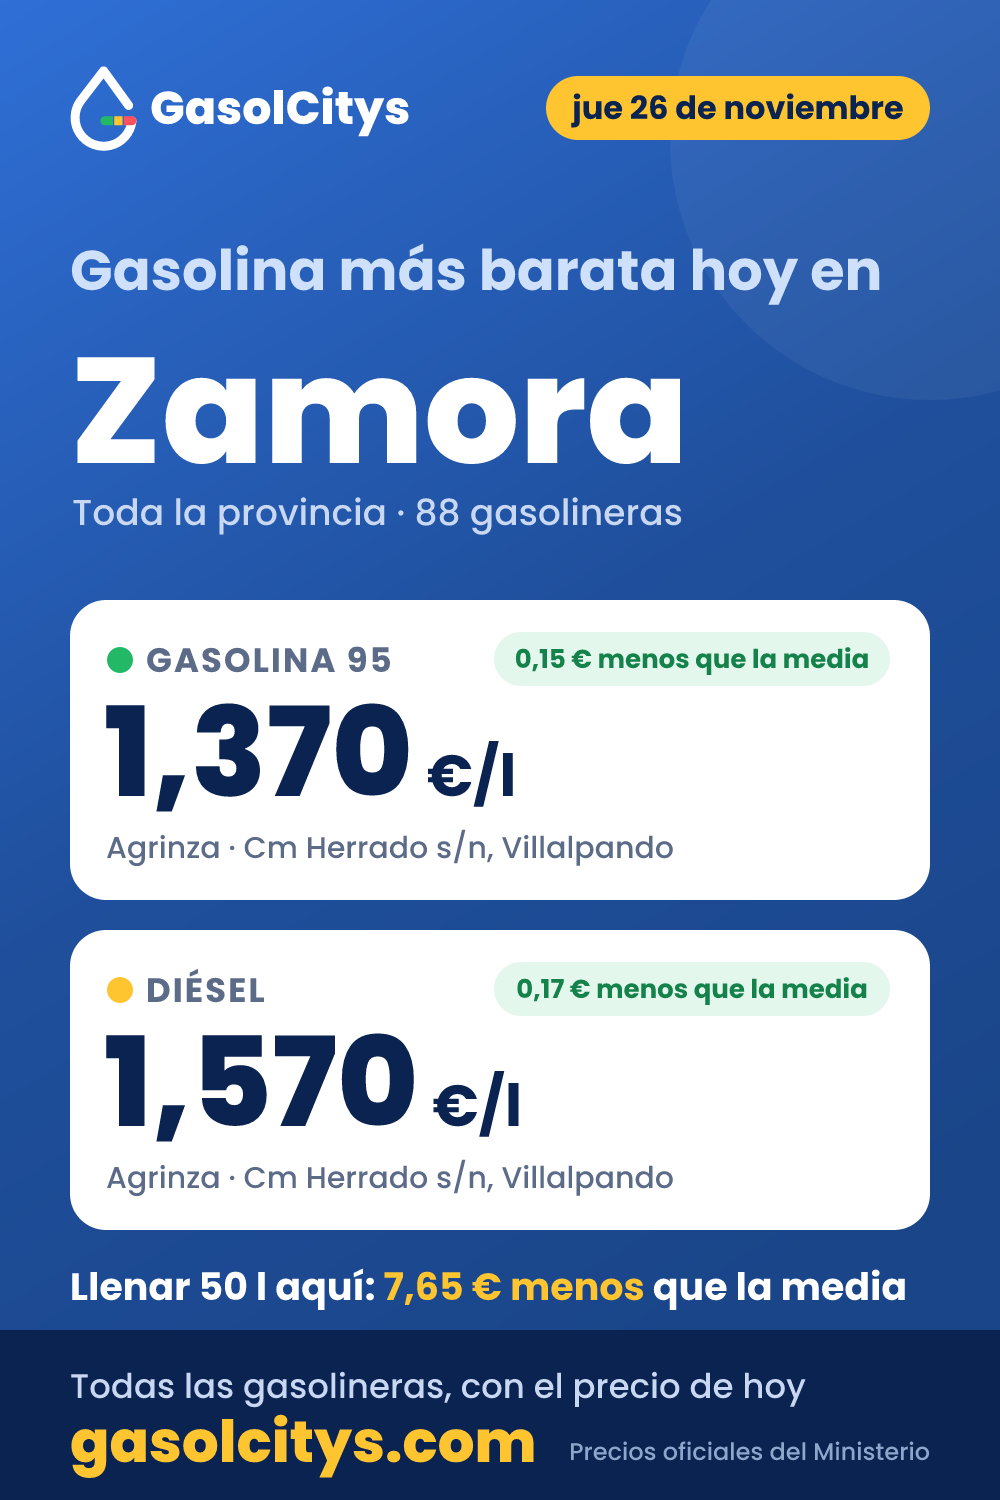 GasolCitys
jue 26 de noviembre
Gasolina más barata hoy en
Zamora
Toda la provincia · 88 gasolineras
GASOLINA 95
0,15 € menos que la media
1,370 €/l
Agrinza · Cm Herrado s/n, Villalpando
DIÉSEL
0,17 € menos que la media
1,570 €/l
Agrinza · Cm Herrado s/n, Villalpando
Llenar 50 l aquí: 7,65 € menos que la media
Todas las gasolineras, con el precio de hoy
gasolcitys.com
Precios oficiales del Ministerio